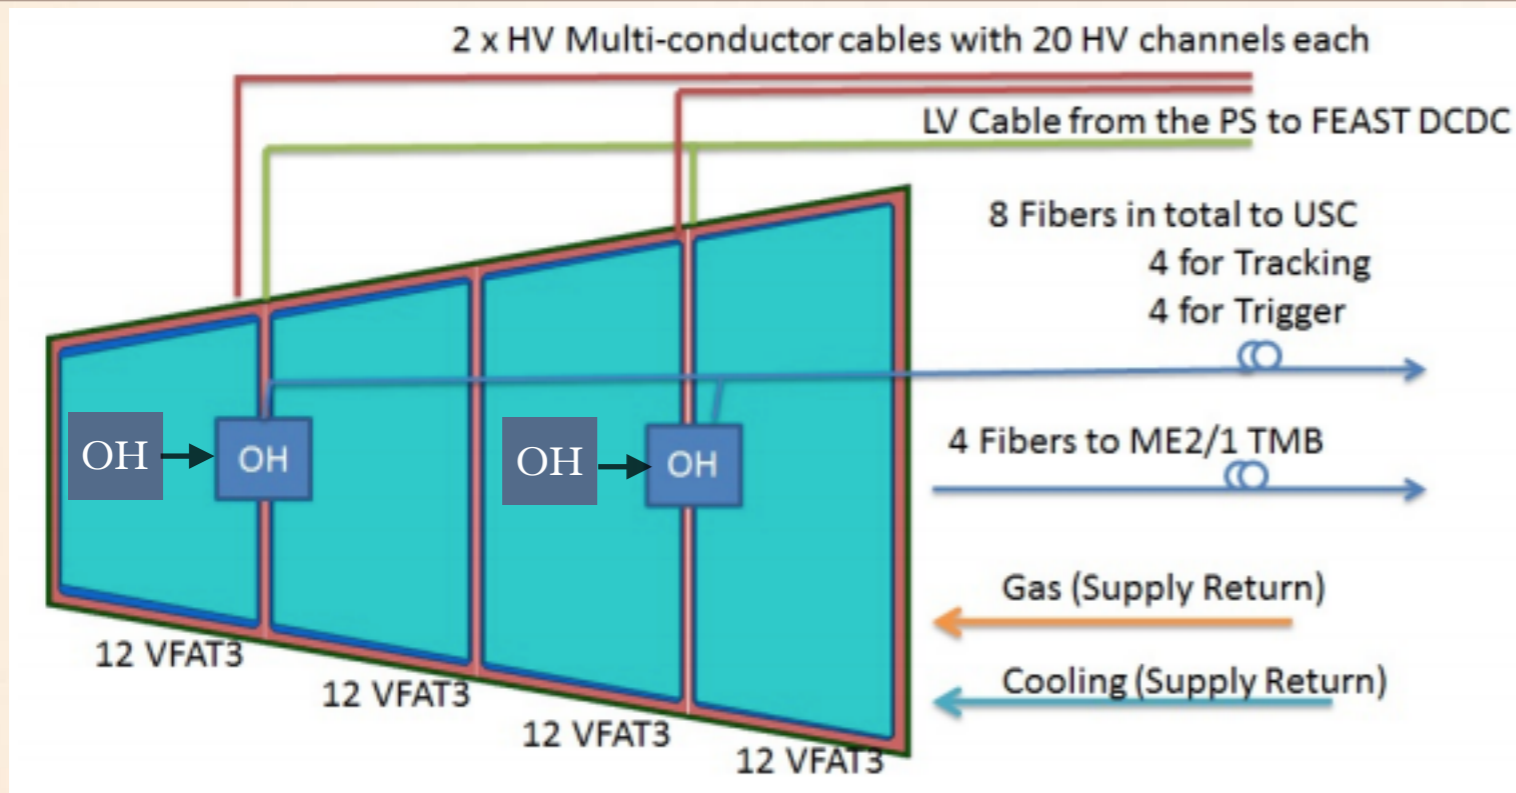 2 x HV Multi-conductor cables with 20 HV channels each
LV Cable from the PS to FEAST DCDC
8 Fibers in total to USC
4 for Tracking
4 for Trigger
OH
OH
OH
OH
4 Fibers to ME2/1 TMB
Gas (Supply Return)
Cooling (Supply Return)
12 VFAT3
12 VFAT3
12 VFAT3
12 VFAT3